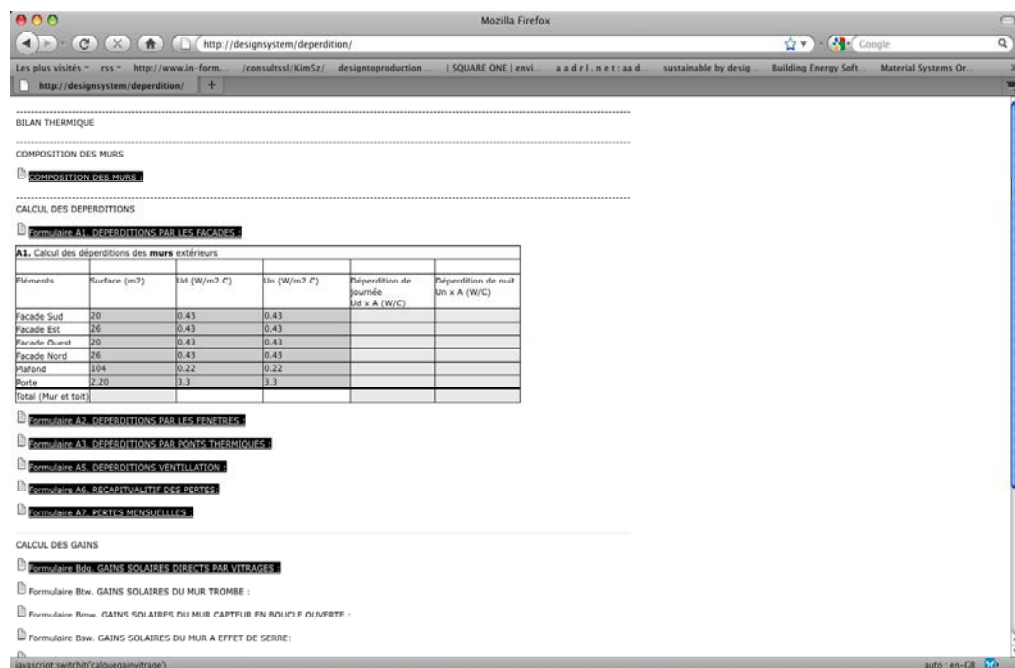 Mozilla Firefox
http://designsystem/deperdition/
Google
Les plus visités rss http://www.in-form... /consultssl/Kim5z/ designtoproduction ... | SQUARE ONE | envi... a a d r l . n e t : aa d... sustainable by desig... Building Energy Soft... Material Systems Or...
http://designsystem/deperdition/ +
BILAN THERMIQUE
COMPOSITION DES MURS
COMPOSITION DES MURS :
CALCUL DES DEPERDITIONS
Formulaire A1. DEPERDITIONS PAR LES FACADES :
A1. Calcul des déperditions des murs extérieurs
Eléments Surface (m2) Ud (W/m2.C) Un (W/m2.C) Déperdition de journée Ud x A (W/C) Déperdition de nuit Un x A (W/C)
Facade Sud 20 0.43 0.43
Facade Est 26 0.43 0.43
Facade Ouest 20 0.43 0.43
Facade Nord 26 0.43 0.43
Plafond 104 0.22 0.22
Porte 2.20 3.3 3.3
Total (Mur et toit)
Formulaire A2. DEPERDITIONS PAR LES FENETRES :
Formulaire A3. DEPERDITIONS PAR PONTS THERMIQUES :
Formulaire A5. DEPERDITIONS VENTILLATION :
Formulaire A6. RECAPITUALITIF DES PERTES:
Formulaire A7. PERTES MENSUELLLES :
CALCUL DES GAINS
Formulaire Bdg. GAINS SOLAIRES DIRECTS PAR VITRAGES :
Formulaire Btw. GAINS SOLAIRES DU MUR TROMBE :
Formulaire Bmw. GAINS SOLAIRES DU MUR CAPTEUR EN BOUCLE OUVERTE :
Formulaire Bsw. GAINS SOLAIRES DU MUR A EFFET DE SERRE:
javascript:switchit('calquegainvitrage') auto : en-GB